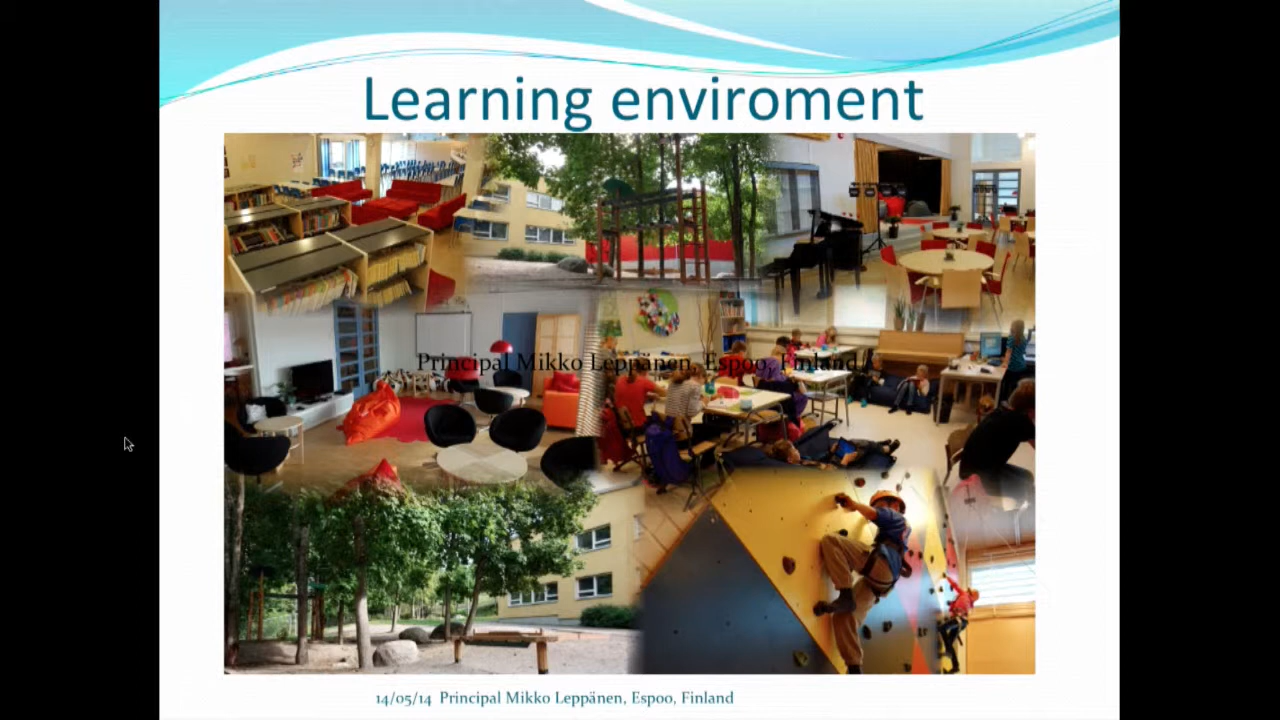 Learning enviroment
Principal Mikko Leppänen, Espoo, Finland
14/05/14 Principal Mikko Leppänen, Espoo, Finland